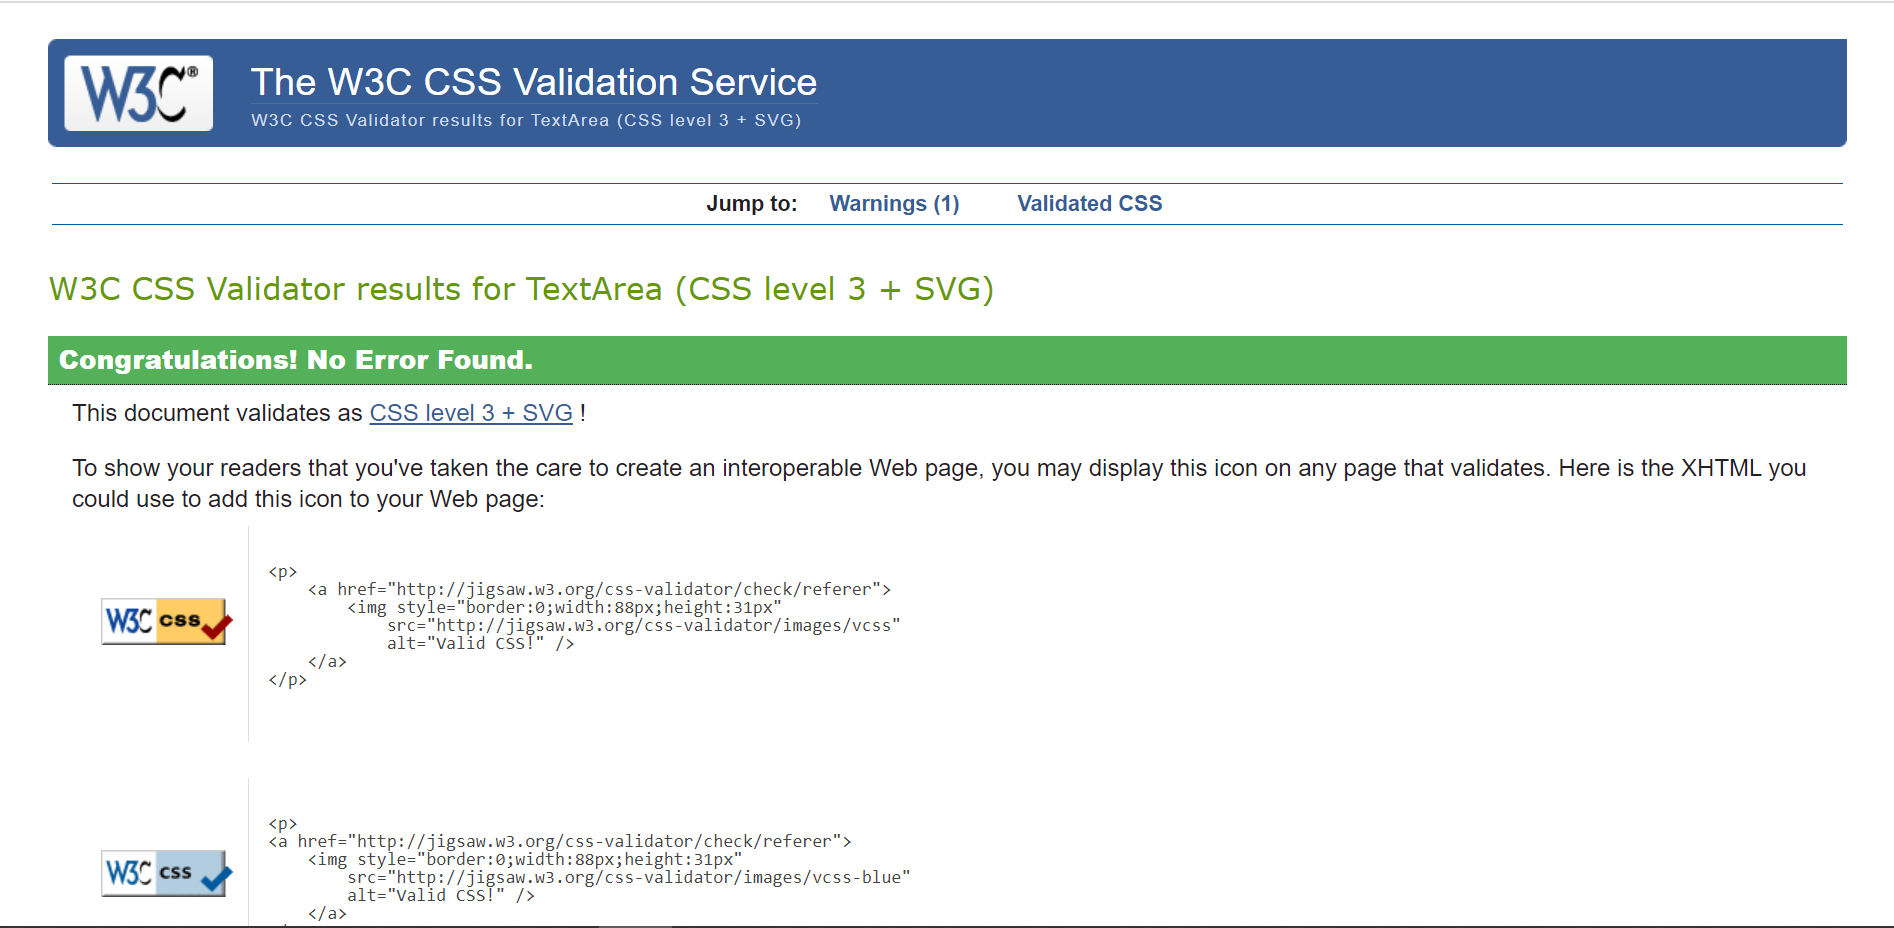 W3C®
The W3C CSS Validation Service
W3C CSS Validator results for TextArea (CSS level 3 + SVG)
Jump to: Warnings (1) Validated CSS
W3C CSS Validator results for TextArea (CSS level 3 + SVG)
Congratulations! No Error Found.
This document validates as CSS level 3 + SVG !
To show your readers that you've taken the care to create an interoperable Web page, you may display this icon on any page that validates. Here is the XHTML you
could use to add this icon to your Web page:
W3C css
<p>
<a href="http://jigsaw.w3.org/css-validator/check/referer">
<img style="border:0;width:88px;height:31px"
src="http://jigsaw.w3.org/css-validator/images/vcss"
alt="Valid CSS!" />
</a>
</p>
W3C css
<p>
<a href="http://jigsaw.w3.org/css-validator/check/referer">
<img style="border:0;width:88px;height:31px"
src="http://jigsaw.w3.org/css-validator/images/vcss-blue"
alt="Valid CSS!" />
</a>